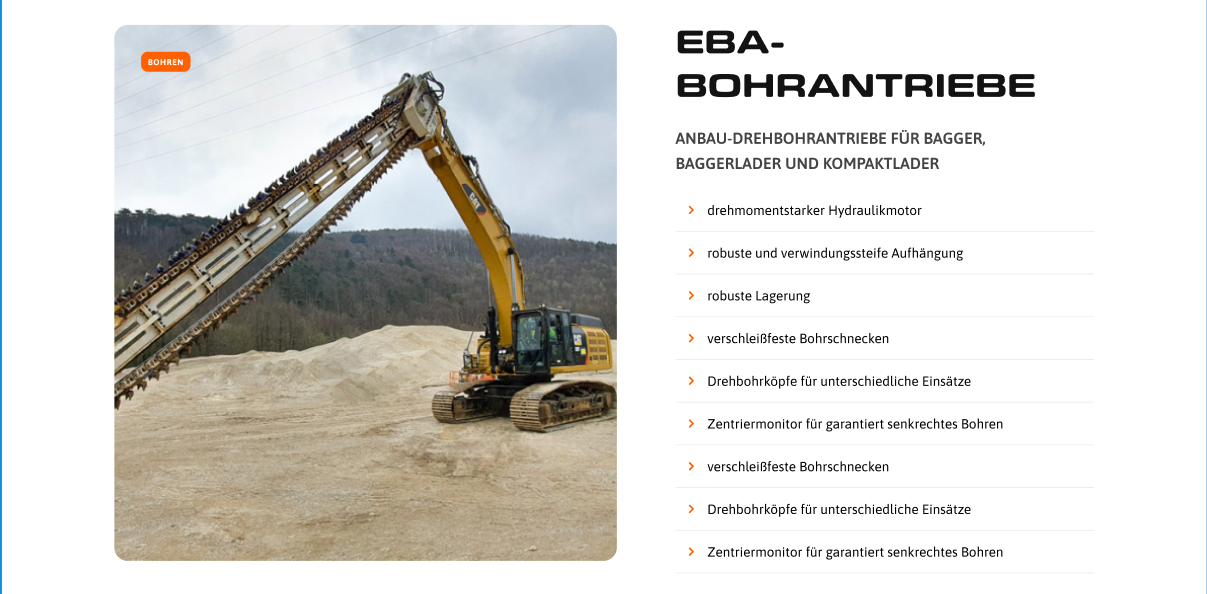 BOHREN
CAT
EBA-
BOHRANTRIEBE
ANBAU-DREHBOHRANTRIEBE FÜR BAGGER,
BAGGERLADER UND KOMPAKTLADER
drehmomentstarker Hydraulikmotor
robuste und verwindungssteife Aufhängung
robuste Lagerung
verschleißfeste Bohrschnecken
Drehbohrköpfe für unterschiedliche Einsätze
Zentriermonitor für garantiert senkrechtes Bohren
verschleißfeste Bohrschnecken
Drehbohrköpfe für unterschiedliche Einsätze
Zentriermonitor für garantiert senkrechtes Bohren